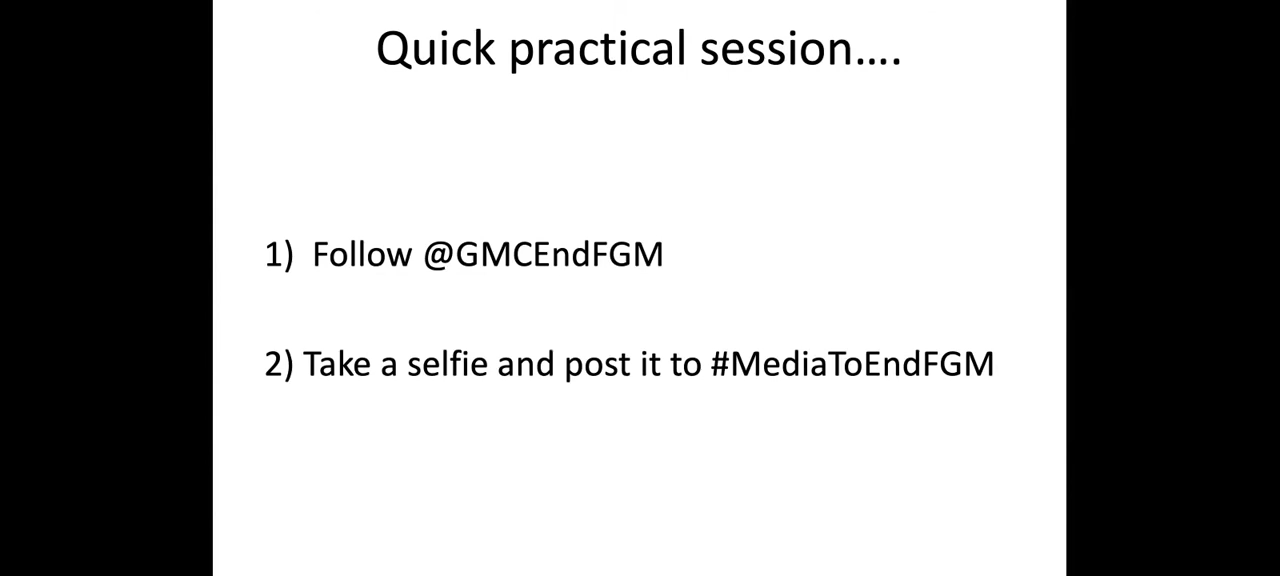 Quick practical session....
1) Follow @GMCEndFGM
2) Take a selfie and post it to #MediaToEndFGM